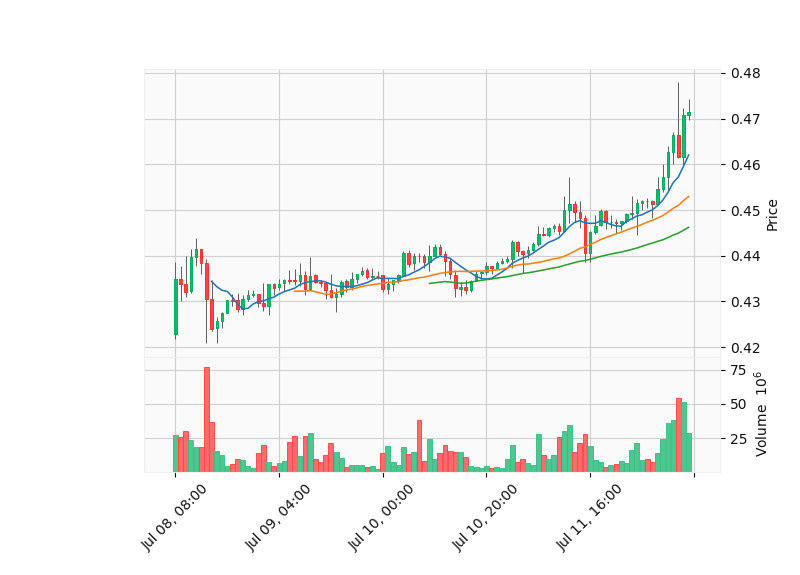 0.48
0.47
0.46
0.45
0.44
0.43
0.42
Price
75
50
25
Volume 10^6
Jul 08, 08:00
Jul 09, 04:00
Jul 10, 00:00
Jul 10, 20:00
Jul 11, 16:00